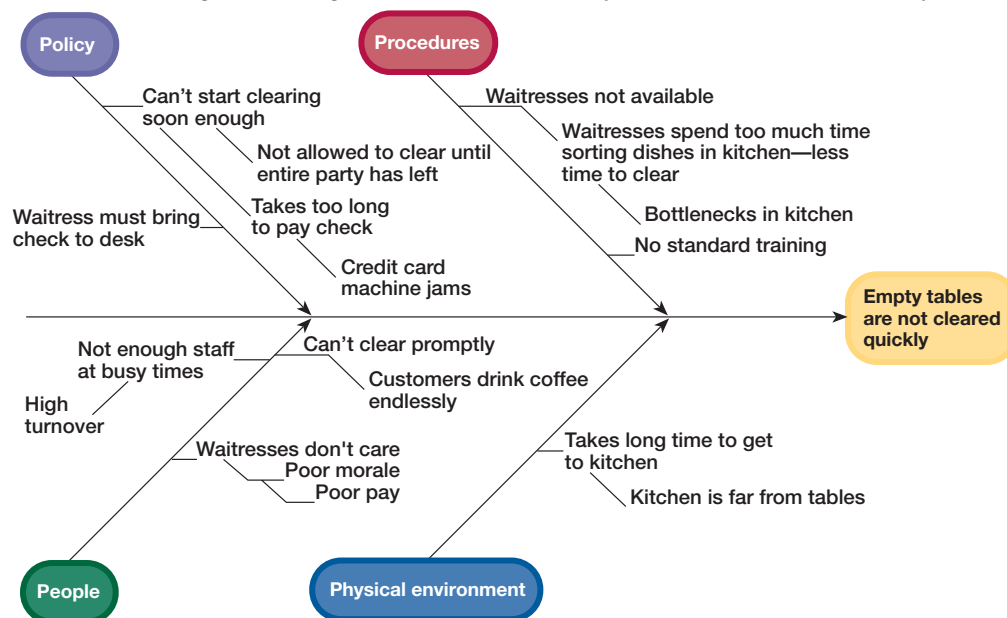 Policy
Procedures
Can't start clearing
soon enough
Not allowed to clear until
entire party has left
Takes too long
to pay check
Credit card
machine jams
Waitress must bring
check to desk
Waitresses not available
Waitresses spend too much time
sorting dishes in kitchen—less
time to clear
Bottlenecks in kitchen
No standard training
Empty tables
are not cleared
quickly
Not enough staff
at busy times
High
turnover
Can't clear promptly
Customers drink coffee
endlessly
Waitresses don't care
Poor morale
Poor pay
Takes long time to get
to kitchen
Kitchen is far from tables
People
Physical environment